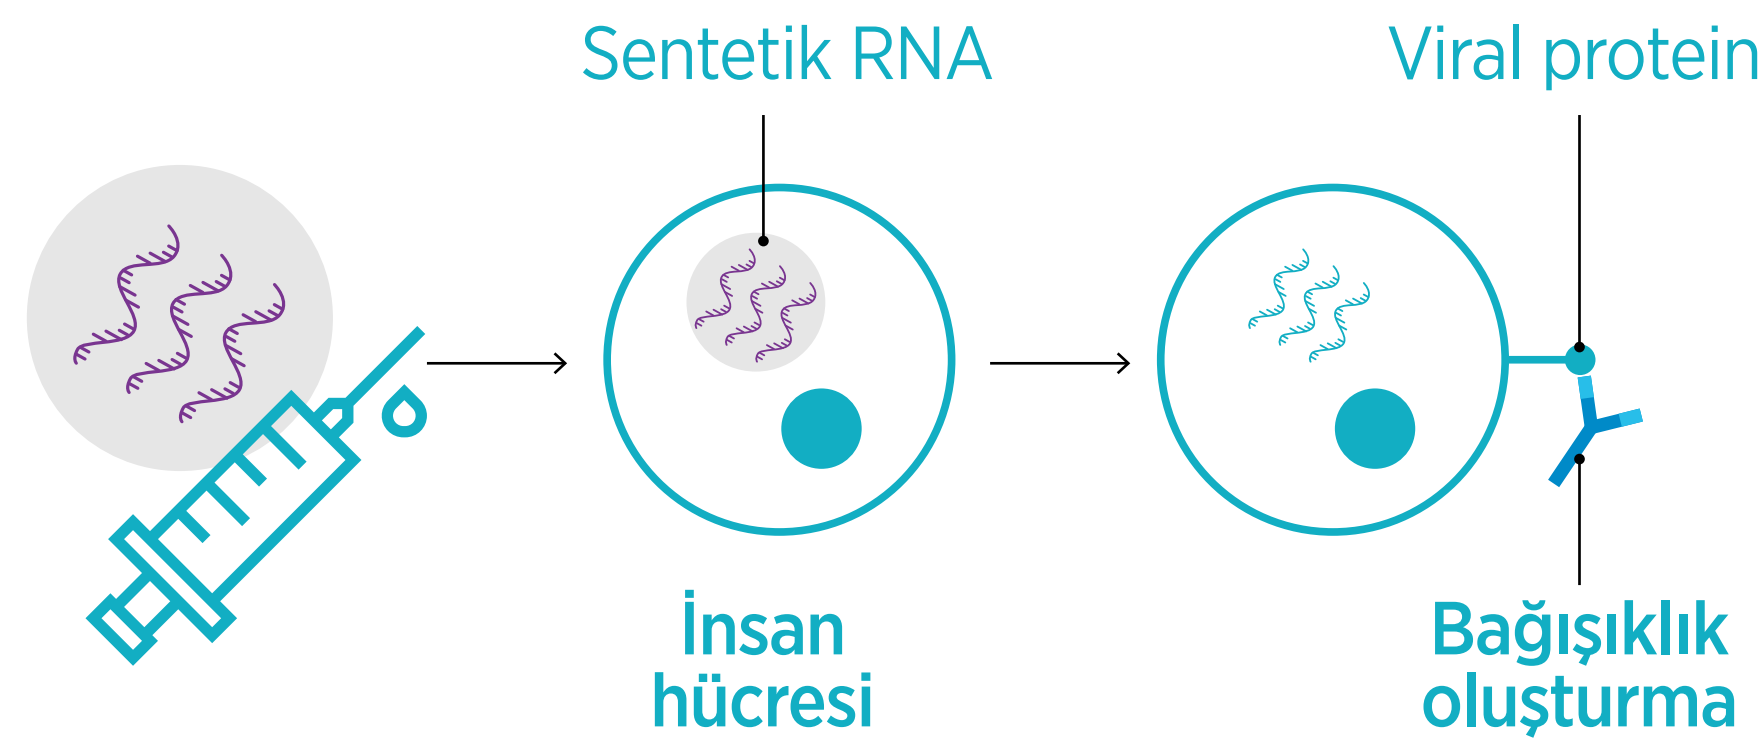 Sentetik RNA
Viral protein
İnsan
hücresi
Bağışıklık
oluşturma